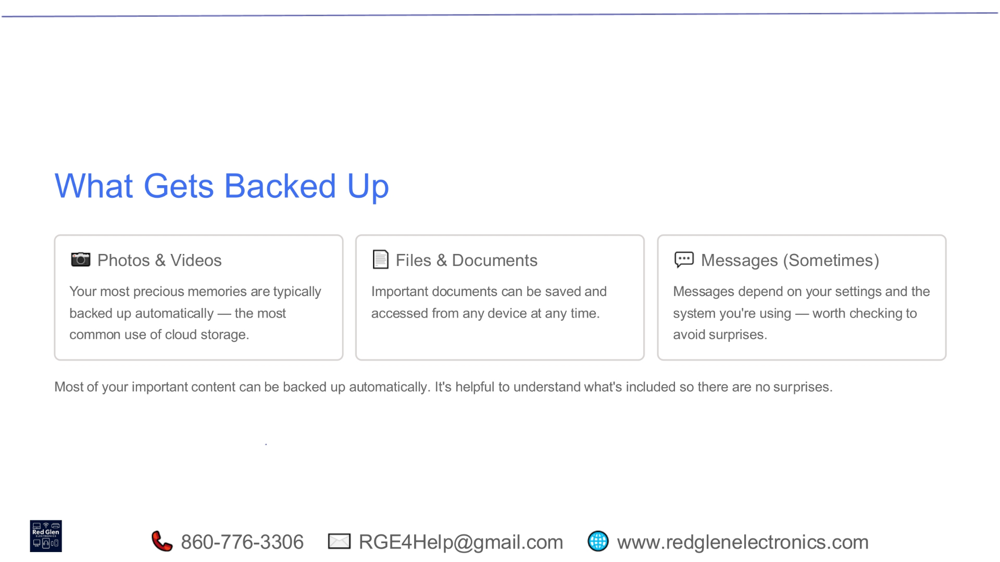 What Gets Backed Up
Photos & Videos
Your most precious memories are typically
backed up automatically — the most
common use of cloud storage.
Files & Documents
Important documents can be saved and
accessed from any device at any time.
Messages (Sometimes)
Messages depend on your settings and the
system you're using — worth checking to
avoid surprises.
Most of your important content can be backed up automatically. It's helpful to understand what's included so there are no surprises.
.
Red Glen
ELECTRONICS
860-776-3306
RGE4Help@gmail.com
www.redglenelectronics.com